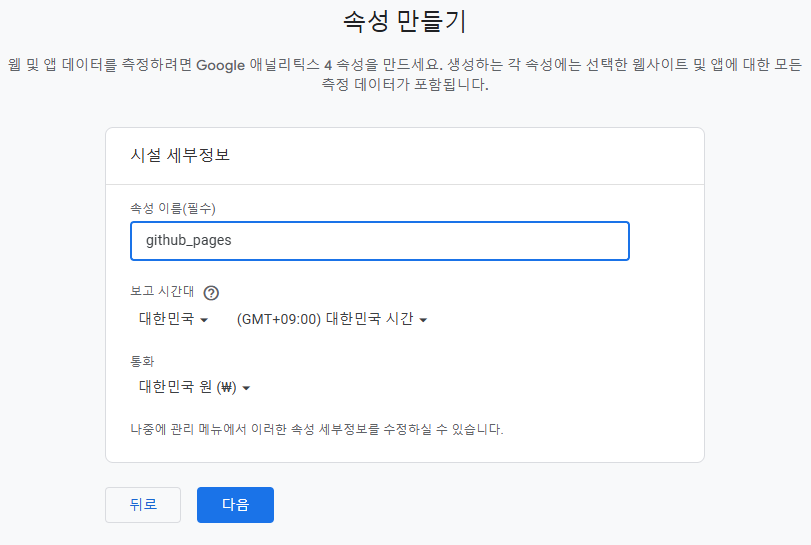 속성 만들기
웹 및 앱 데이터를 측정하려면 Google 애널리틱스 4 속성을 만드세요. 생성하는 각 속성에는 선택한 웹사이트 및 앱에 대한 모든
측정 데이터가 포함됩니다.
시설 세부정보
속성 이름(필수)
github_pages
보고 시간대 ?
대한민국 (GMT+09:00) 대한민국 시간
통화
대한민국 원 (₩)
나중에 관리 메뉴에서 이러한 속성 세부정보를 수정하실 수 있습니다.
뒤로 다음